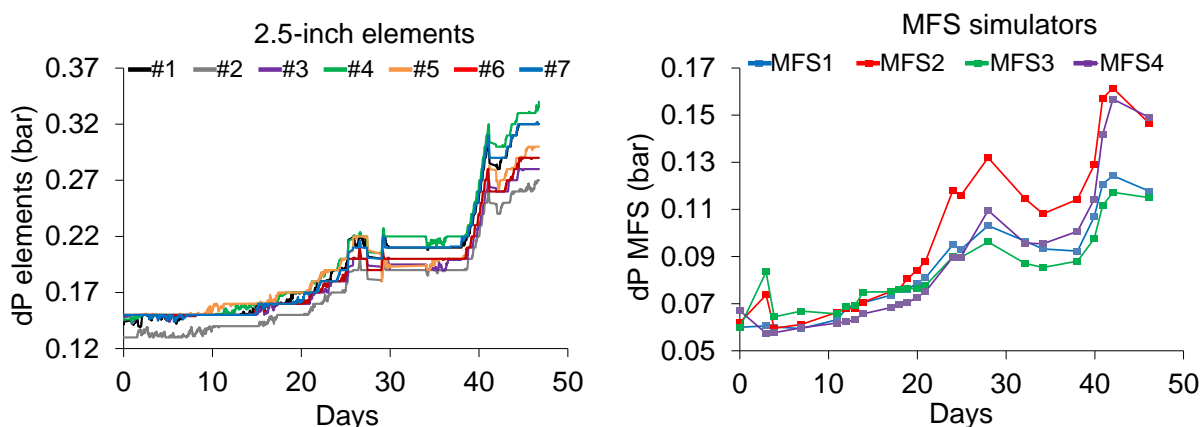 2.5-inch elements
0.37
#1 #2 #3 #4 #5 #6 #7
0.32
0.27
0.22
0.17
0.12
dP elements (bar)
0 10 20 30 40 50
Days
MFS simulators
0.17
MFS1 MFS2 MFS3 MFS4
0.15
0.13
0.11
0.09
0.07
0.05
dP MFS (bar)
0 10 20 30 40 50
Days